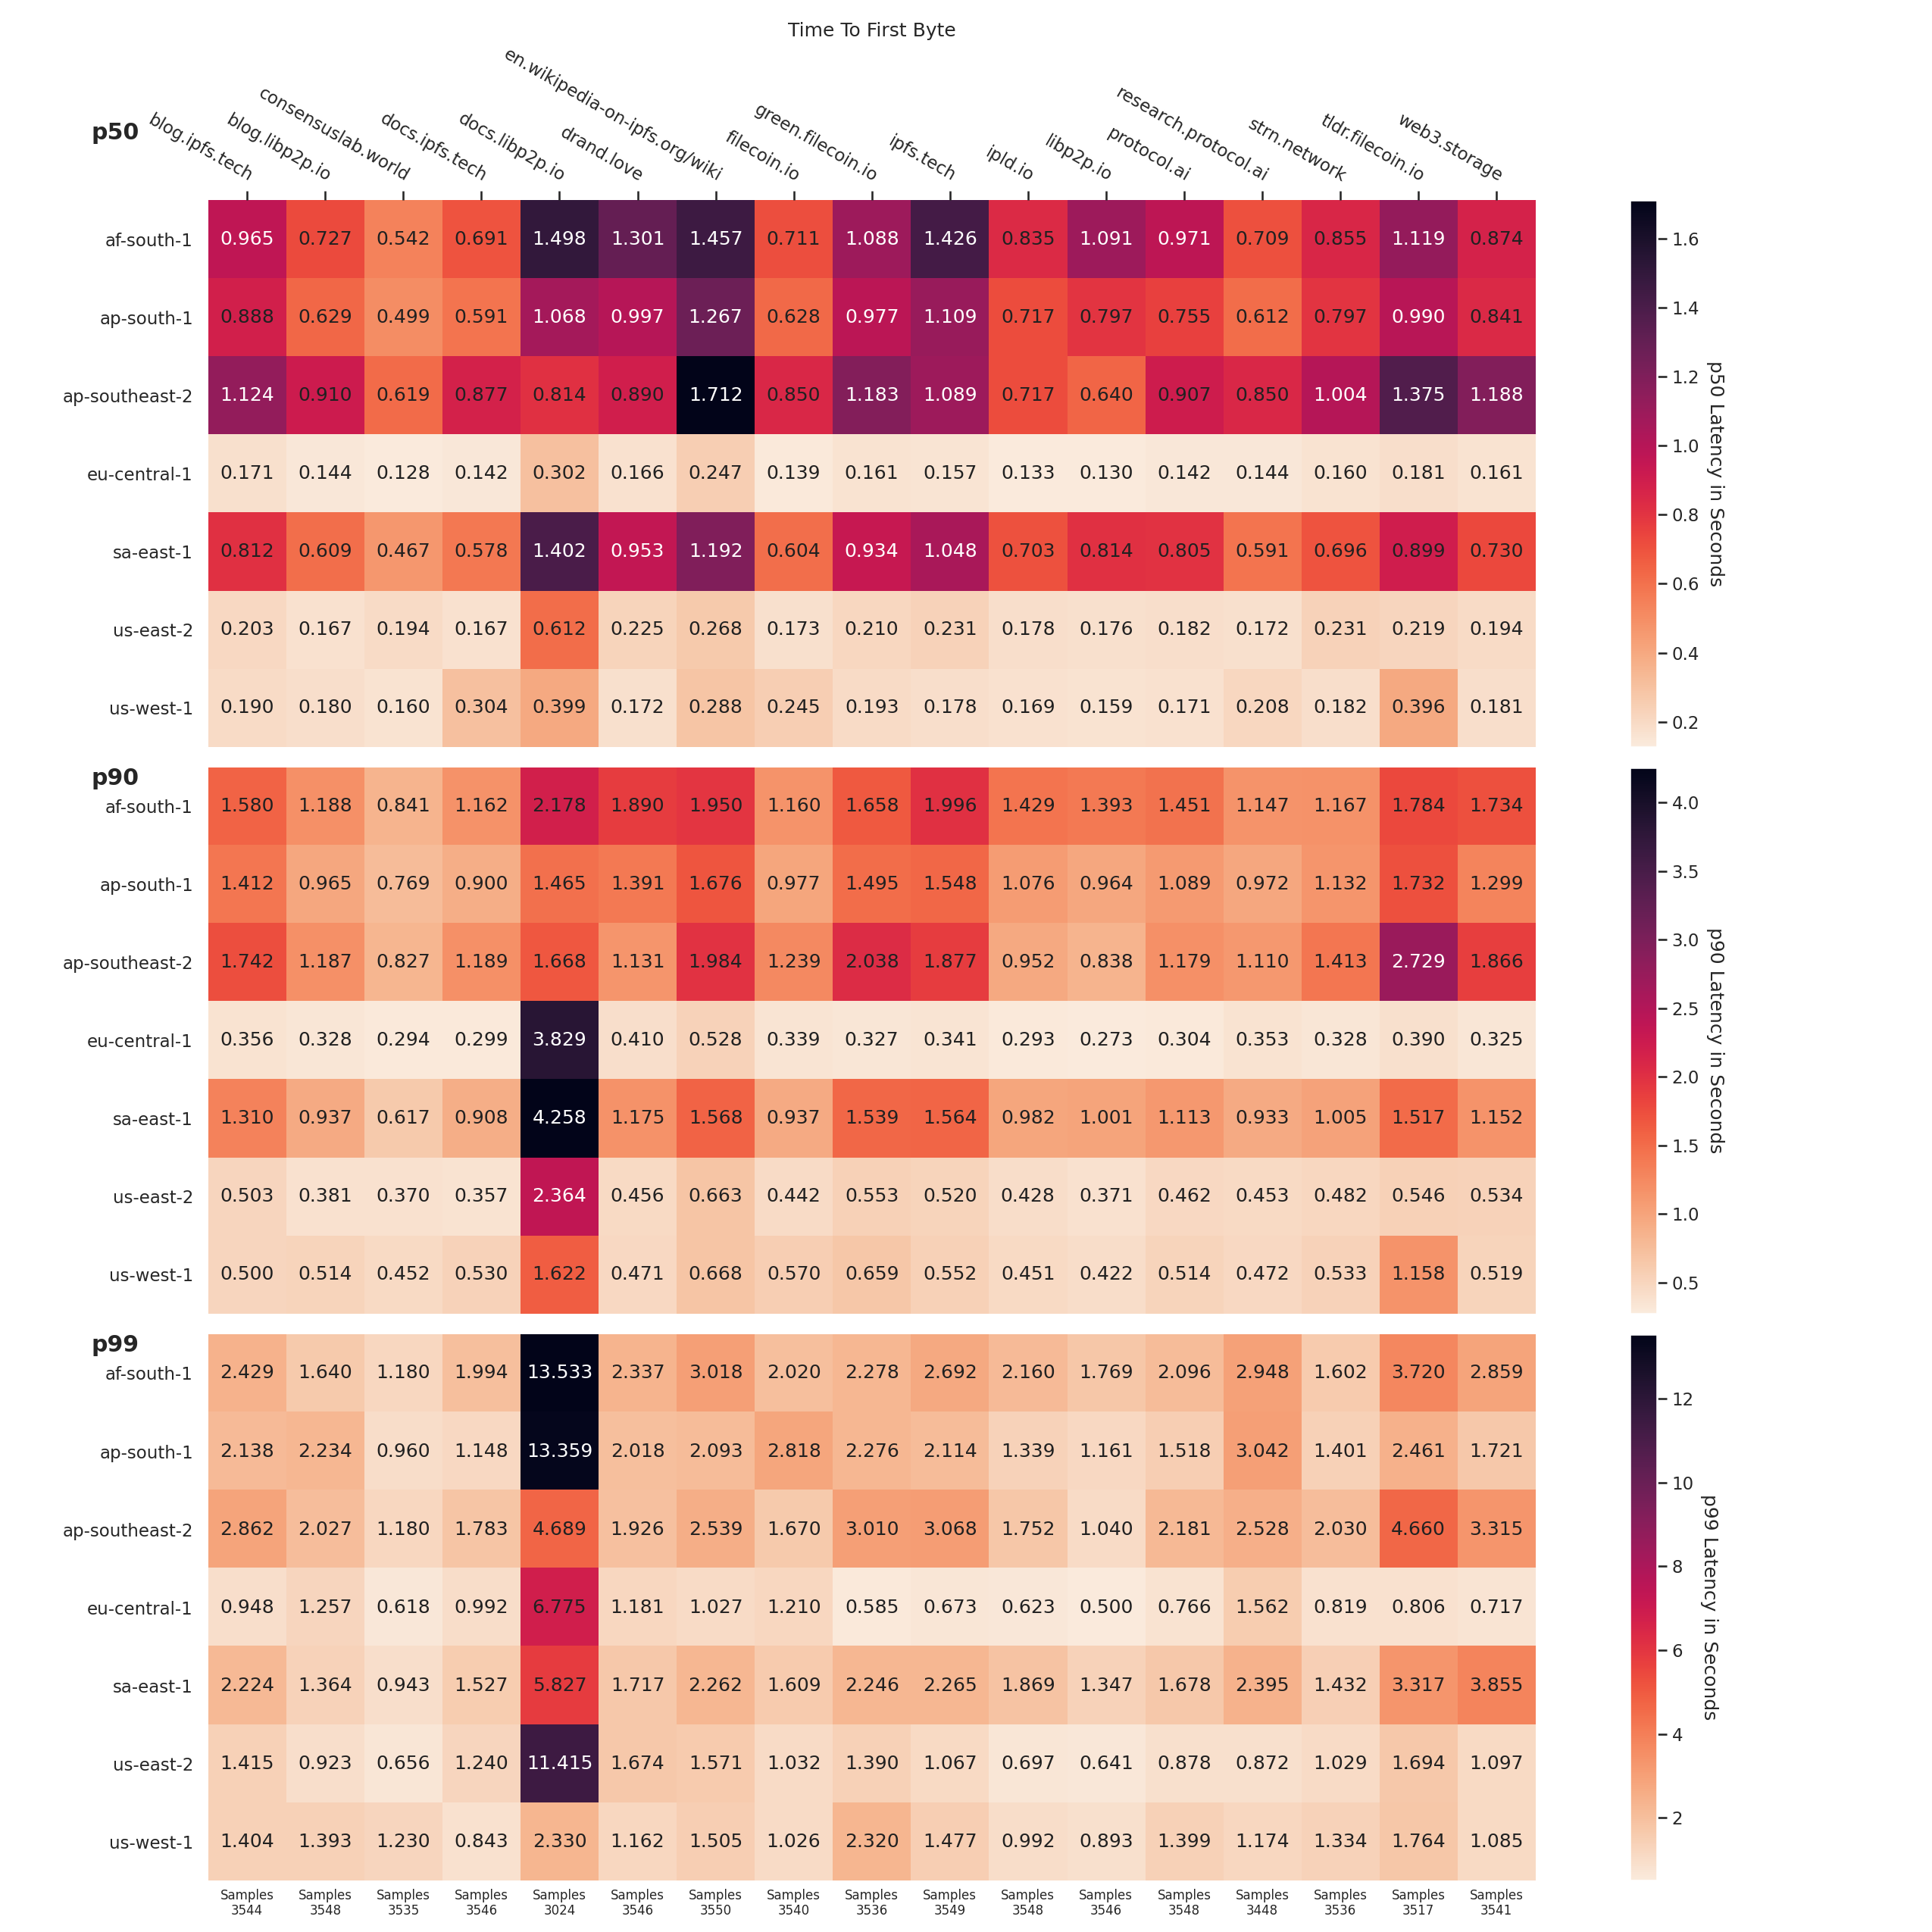 Time To First Byte
p50
blog.ipfs.tech
blog.libp2p.io
consensuslab.world
docs.ipfs.tech
docs.libp2p.io
drand.love
en.wikipedia-on-ipfs.org/wiki
filecoin.io
green.filecoin.io
ipfs.tech
ipld.io
libp2p.io
protocol.ai
research.protocol.ai
strn.network
tldr.filecoin.io
web3.storage
af-south-1 0.965 0.727 0.542 0.691 1.498 1.301 1.457 0.711 1.088 1.426 0.835 1.091 0.971 0.709 0.855 1.119 0.874
ap-south-1 0.888 0.629 0.499 0.591 1.068 0.997 1.267 0.628 0.977 1.109 0.717 0.797 0.755 0.612 0.797 0.990 0.841
ap-southeast-2 1.124 0.910 0.619 0.877 0.814 0.890 1.712 0.850 1.183 1.089 0.717 0.640 0.907 0.850 1.004 1.375 1.188
eu-central-1 0.171 0.144 0.128 0.142 0.302 0.166 0.247 0.139 0.161 0.157 0.133 0.130 0.142 0.144 0.160 0.181 0.161
sa-east-1 0.812 0.609 0.467 0.578 1.402 0.953 1.192 0.604 0.934 1.048 0.703 0.814 0.805 0.591 0.696 0.899 0.730
us-east-2 0.203 0.167 0.194 0.167 0.612 0.225 0.268 0.173 0.210 0.231 0.178 0.176 0.182 0.172 0.231 0.219 0.194
us-west-1 0.190 0.180 0.160 0.304 0.399 0.172 0.288 0.245 0.193 0.178 0.169 0.159 0.171 0.208 0.182 0.396 0.181
1.6
1.4
1.2
1.0
0.8
0.6
0.4
0.2
p50 Latency in Seconds
p90
af-south-1 1.580 1.188 0.841 1.162 2.178 1.890 1.950 1.160 1.658 1.996 1.429 1.393 1.451 1.147 1.167 1.784 1.734
ap-south-1 1.412 0.965 0.769 0.900 1.465 1.391 1.676 0.977 1.495 1.548 1.076 0.964 1.089 0.972 1.132 1.732 1.299
ap-southeast-2 1.742 1.187 0.827 1.189 1.668 1.131 1.984 1.239 2.038 1.877 0.952 0.838 1.179 1.110 1.413 2.729 1.866
eu-central-1 0.356 0.328 0.294 0.299 3.829 0.410 0.528 0.339 0.327 0.341 0.293 0.273 0.304 0.353 0.328 0.390 0.325
sa-east-1 1.310 0.937 0.617 0.908 4.258 1.175 1.568 0.937 1.539 1.564 0.982 1.001 1.113 0.933 1.005 1.517 1.152
us-east-2 0.503 0.381 0.370 0.357 2.364 0.456 0.663 0.442 0.553 0.520 0.428 0.371 0.462 0.453 0.482 0.546 0.534
us-west-1 0.500 0.514 0.452 0.530 1.622 0.471 0.668 0.570 0.659 0.552 0.451 0.422 0.514 0.472 0.533 1.158 0.519
4.0
3.5
3.0
2.5
2.0
1.5
1.0
0.5
p90 Latency in Seconds
p99
af-south-1 2.429 1.640 1.180 1.994 13.533 2.337 3.018 2.020 2.278 2.692 2.160 1.769 2.096 2.948 1.602 3.720 2.859
ap-south-1 2.138 2.234 0.960 1.148 13.359 2.018 2.093 2.818 2.276 2.114 1.339 1.161 1.518 3.042 1.401 2.461 1.721
ap-southeast-2 2.862 2.027 1.180 1.783 4.689 1.926 2.539 1.670 3.010 3.068 1.752 1.040 2.181 2.528 2.030 4.660 3.315
eu-central-1 0.948 1.257 0.618 0.992 6.775 1.181 1.027 1.210 0.585 0.673 0.623 0.500 0.766 1.562 0.819 0.806 0.717
sa-east-1 2.224 1.364 0.943 1.527 5.827 1.717 2.262 1.609 2.246 2.265 1.869 1.347 1.678 2.395 1.432 3.317 3.855
us-east-2 1.415 0.923 0.656 1.240 11.415 1.674 1.571 1.032 1.390 1.067 0.697 0.641 0.878 0.872 1.029 1.694 1.097
us-west-1 1.404 1.393 1.230 0.843 2.330 1.162 1.505 1.026 2.320 1.477 0.992 0.893 1.399 1.174 1.334 1.764 1.085
12
10
8
6
4
2
p99 Latency in Seconds
Samples Samples Samples Samples Samples Samples Samples Samples Samples Samples Samples Samples Samples Samples Samples Samples Samples
3544 3548 3535 3546 3024 3546 3550 3540 3536 3549 3548 3546 3548 3448 3536 3517 3541